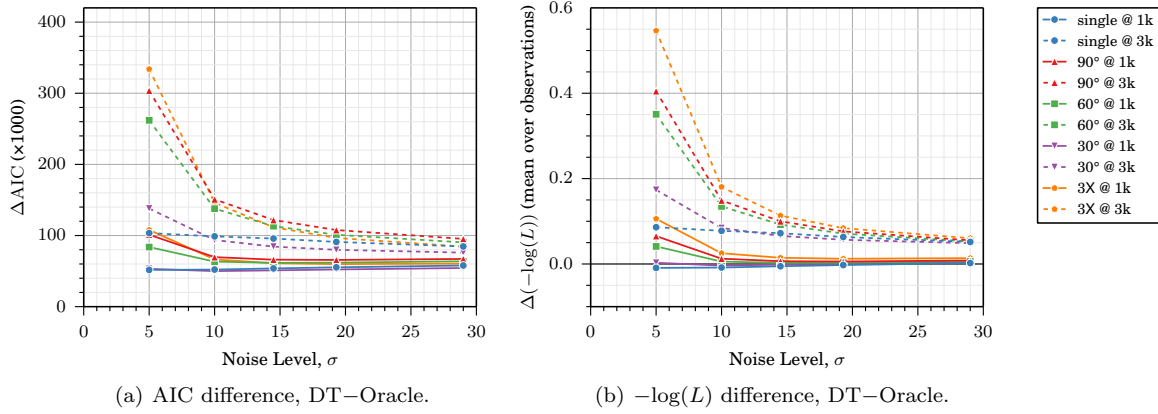 400
300
200
100
0
0 5 10 15 20 25 30
Noise Level, σ
Δ AIC (×1000)
(a) AIC difference, DT−Oracle.
0.6
0.4
0.2
0.0
0 5 10 15 20 25 30
Noise Level, σ
Δ(−log(L)) (mean over observations)
(b) −log(L) difference, DT−Oracle.
single @ 1k
single @ 3k
90° @ 1k
90° @ 3k
60° @ 1k
60° @ 3k
30° @ 1k
30° @ 3k
3X @ 1k
3X @ 3k